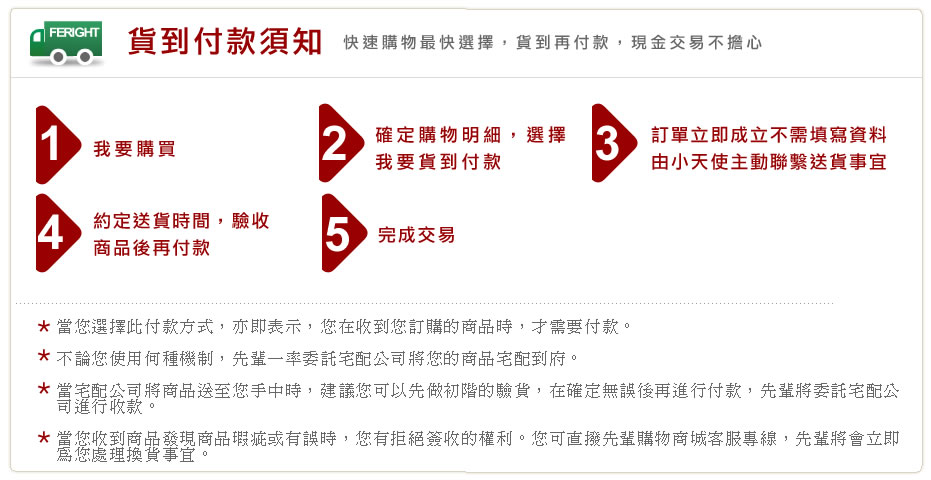 FERIGHT
貨到付款須知 快速購物最快選擇，貨到再付款，現金交易不擔心
1 我要購買
2 確定購物明細，選擇
我要貨到付款
3 訂單立即成立不需填寫資料
由小天使主動聯繫送貨事宜
4 約定送貨時間，驗收
商品後再付款
5 完成交易
* 當您選擇此付款方式，亦即表示，您在收到您訂購的商品時，才需要付款。
* 不論您使用何種機制，先輩一率委託宅配公司將您的商品宅配到府。
* 當宅配公司將商品送至您手中時，建議您可以先做初階的驗貨，在確定無誤後再進行付款，先輩將委託宅配公
司進行收款。
* 當您收到商品發現商品瑕疵或有誤時，您有拒絕簽收的權利。您可直撥先輩購物商城客服專線，先輩將會立即
為您處理換貨事宜。